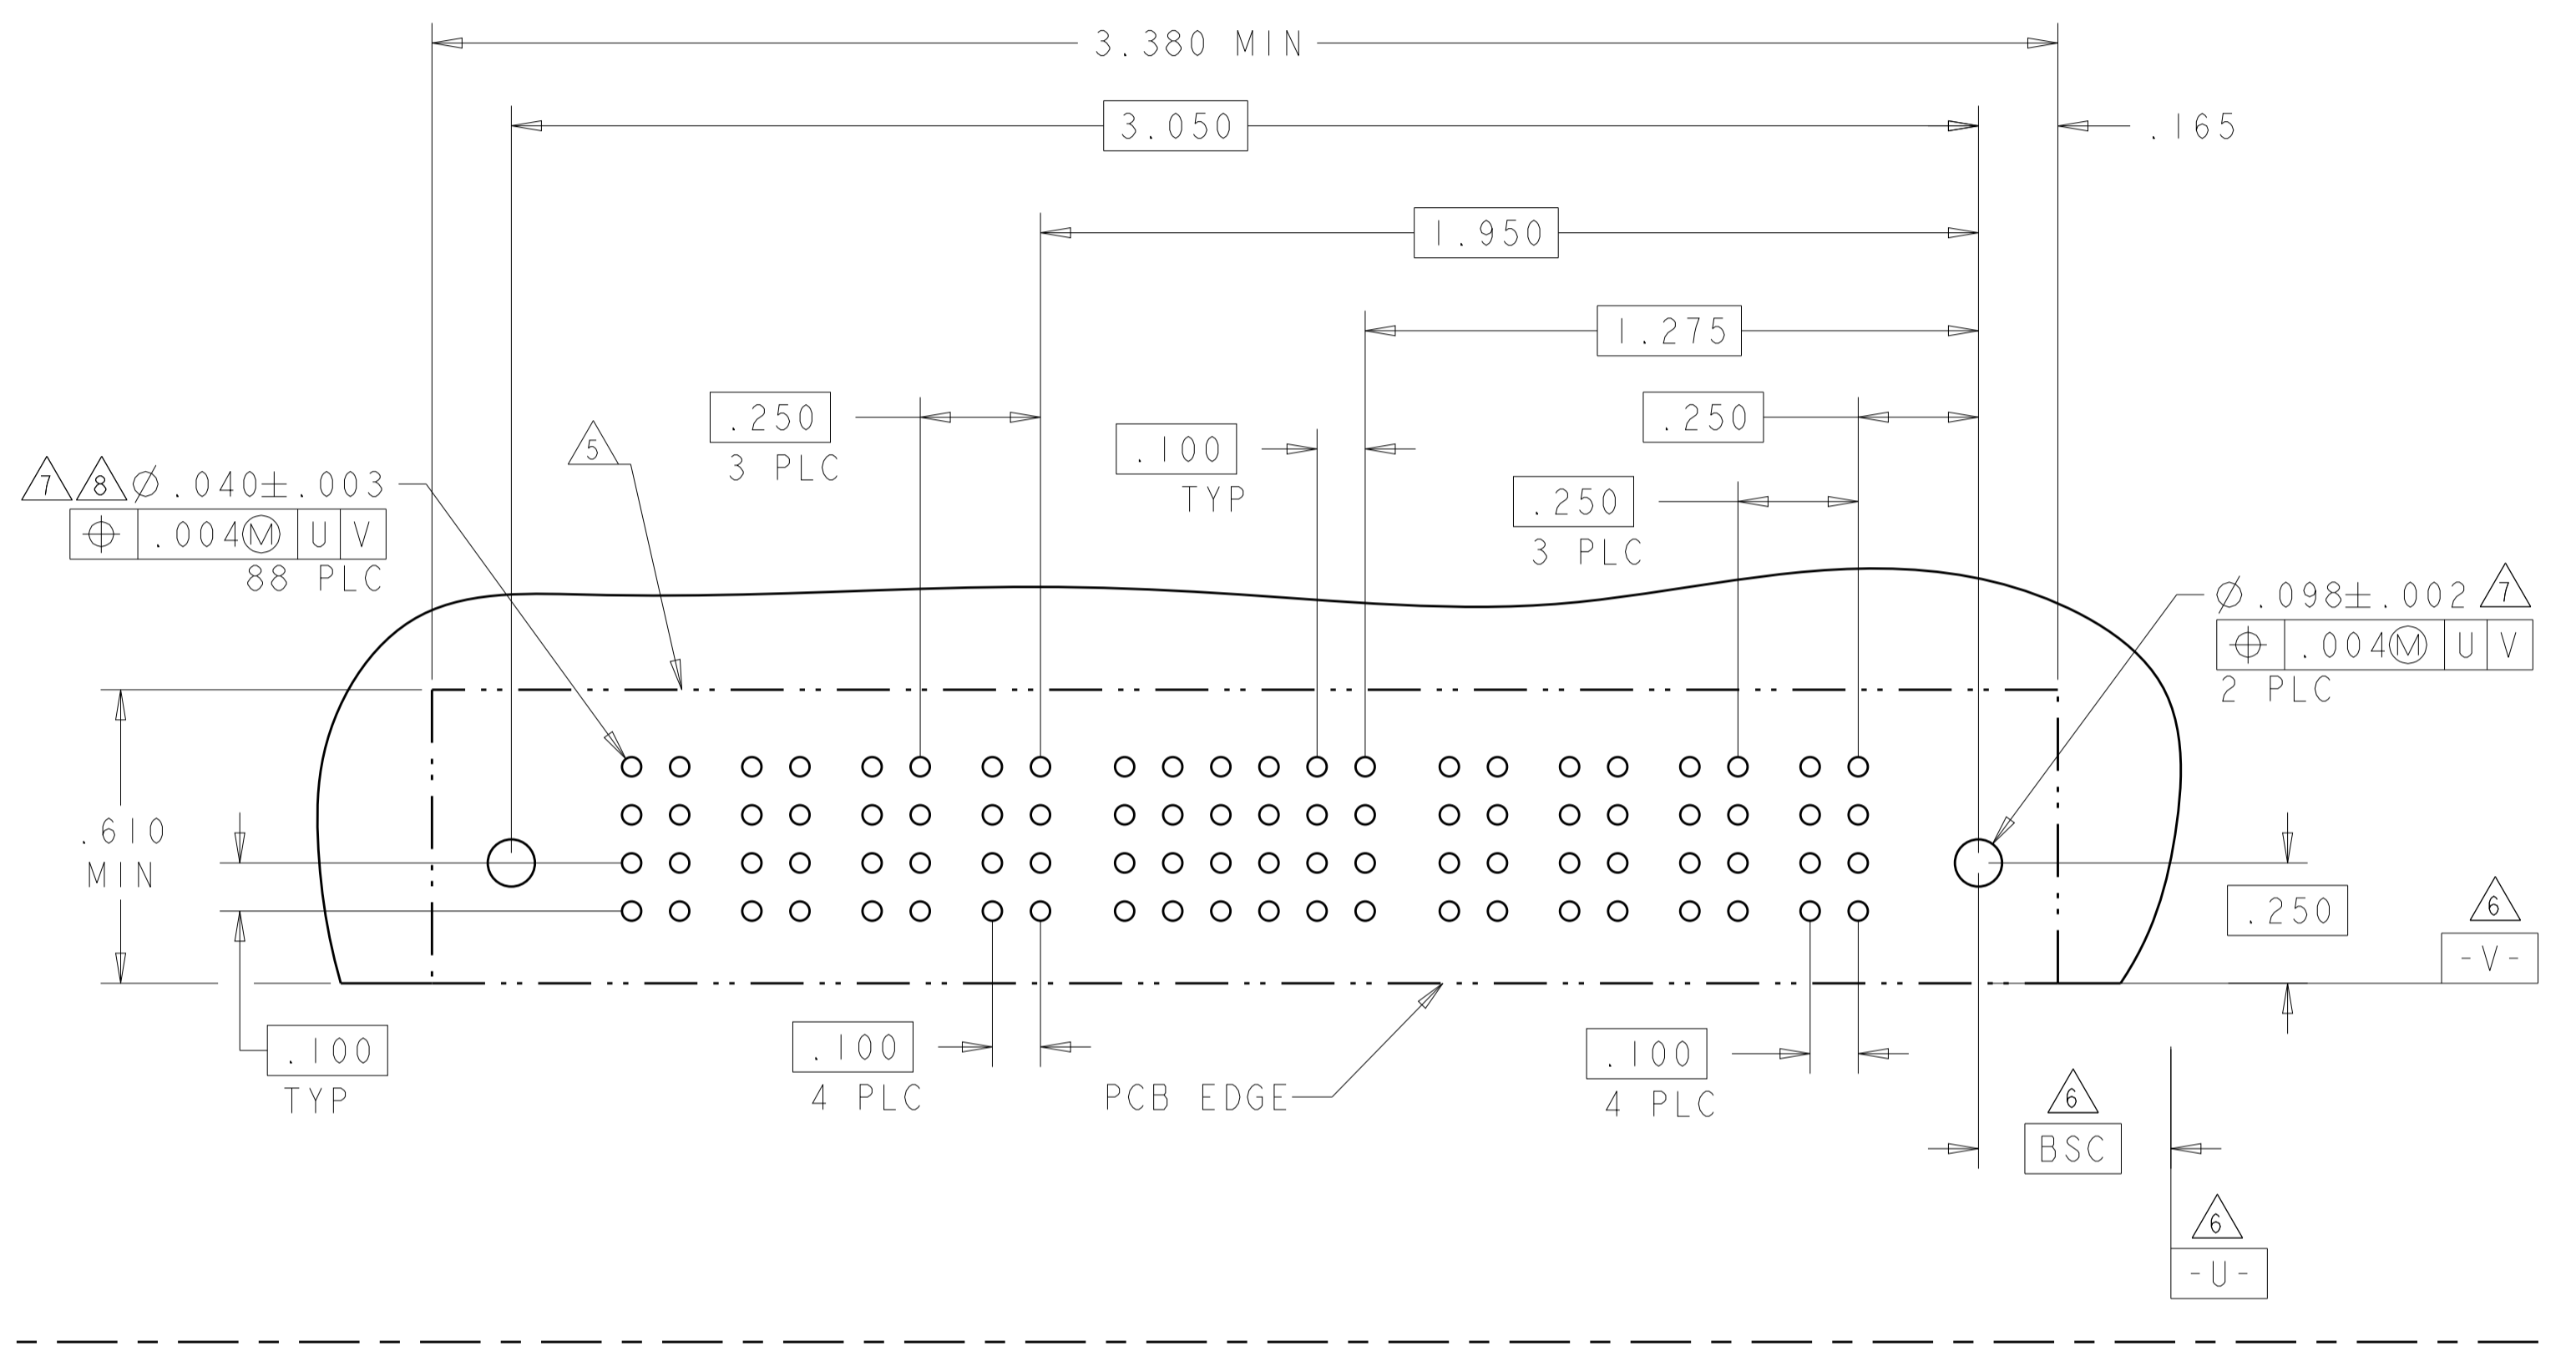 3.380 MIN
3.050
.165
1.950
1.275
.250
3 PLC
.100
TYP
.250
.250
3 PLC
5
7 8 Ø.040±.003
⌖ .004Ⓜ U V
88 PLC
Ø.098±.002 7
⌖ .004Ⓜ U V
2 PLC
.610
MIN
.250
6
-V-
.100
TYP
.100
4 PLC
PCB EDGE
.100
4 PLC
6
BSC
6
-U-